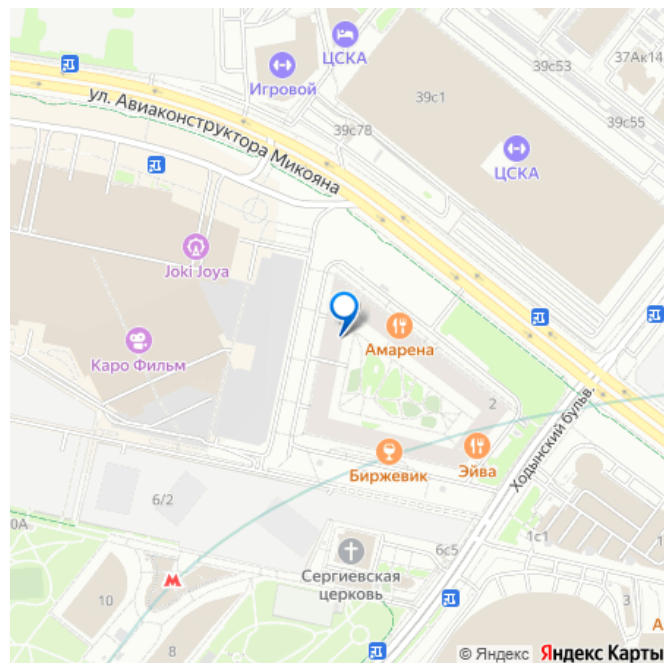 ЦСКА
37Ак14
39с53
Игровой
39с1
ул. Авиаконструктора Микояна
39с78
39с55
ЦСКА
Joki Joya
Амарена
Каро Фильм
2
Ходынский бульв.
Биржевик
Эйва
6/2
0А
Сергиевская
церковь
6с5
1с1
10
8
3
А
© Яндекс Яндекс Карты